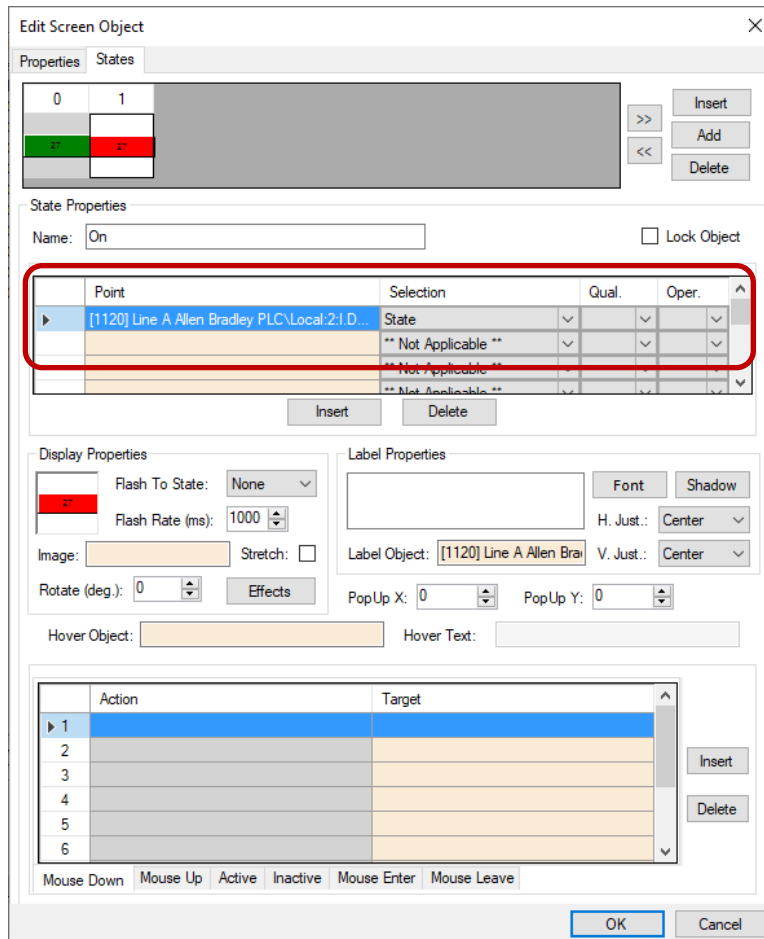 Edit Screen Object
Properties States
0 1
27 27
>>
<<
Insert
Add
Delete
State Properties
Name: On
Lock Object
Point Selection Qual. Oper.
[1120] Line A Allen Bradley PLC\Local:2:I.D... State
** Not Applicable **
** Not Applicable **
** Not Applicable **
Insert Delete
Display Properties
27
Flash To State: None
Flash Rate (ms): 1000
Image: Stretch:
Rotate (deg.): 0 Effects
Label Properties
Font Shadow
H. Just.: Center
Label Object: [1120] Line A Allen Bra V. Just.: Center
PopUp X: 0 PopUp Y: 0
Hover Object: Hover Text:
Action Target
1
2
3
4
5
6
Insert
Delete
Mouse Down Mouse Up Active Inactive Mouse Enter Mouse Leave
OK Cancel